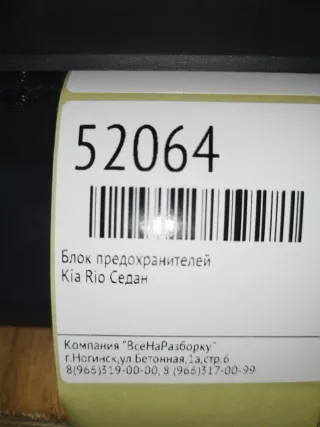 52064
Блок предохранителей
Kia Rio Седан
Компания "ВсеНаРазборку"
г.Ногинск,ул.Бетонная,1а,стр.6
8(966)319-00-00, 8 (966)317-00-99